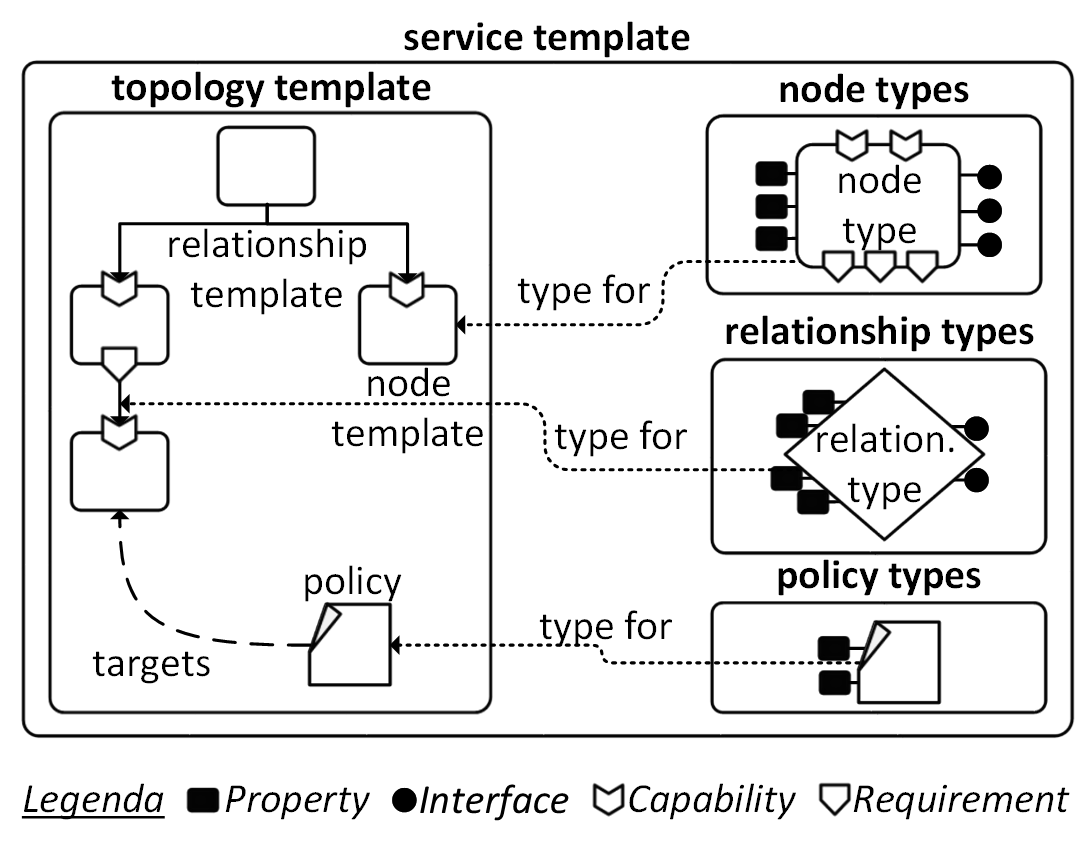 service template
topology template
node types
node
type
relationship
template
type for
relationship types
node
template
type for
relation.
type
policy types
policy
type for
targets
Legenda Property Interface Capability Requirement